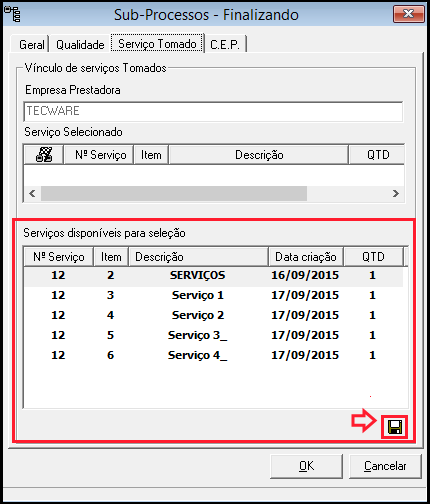 Sub-Processos - Finalizando
Geral Qualidade Serviço Tomado C.E.P.
Vínculo de serviços Tomados
Empresa Prestadora
TECWARE
Serviço Selecionado
Nº Serviço Item Descrição QTD
Serviços disponíveis para seleção
Nº Serviço Item Descrição Data criação QTD
12 2 SERVIÇOS 16/09/2015 1
12 3 Serviço 1 17/09/2015 1
12 4 Serviço 2 17/09/2015 1
12 5 Serviço 3_ 17/09/2015 1
12 6 Serviço 4_ 17/09/2015 1
OK Cancelar